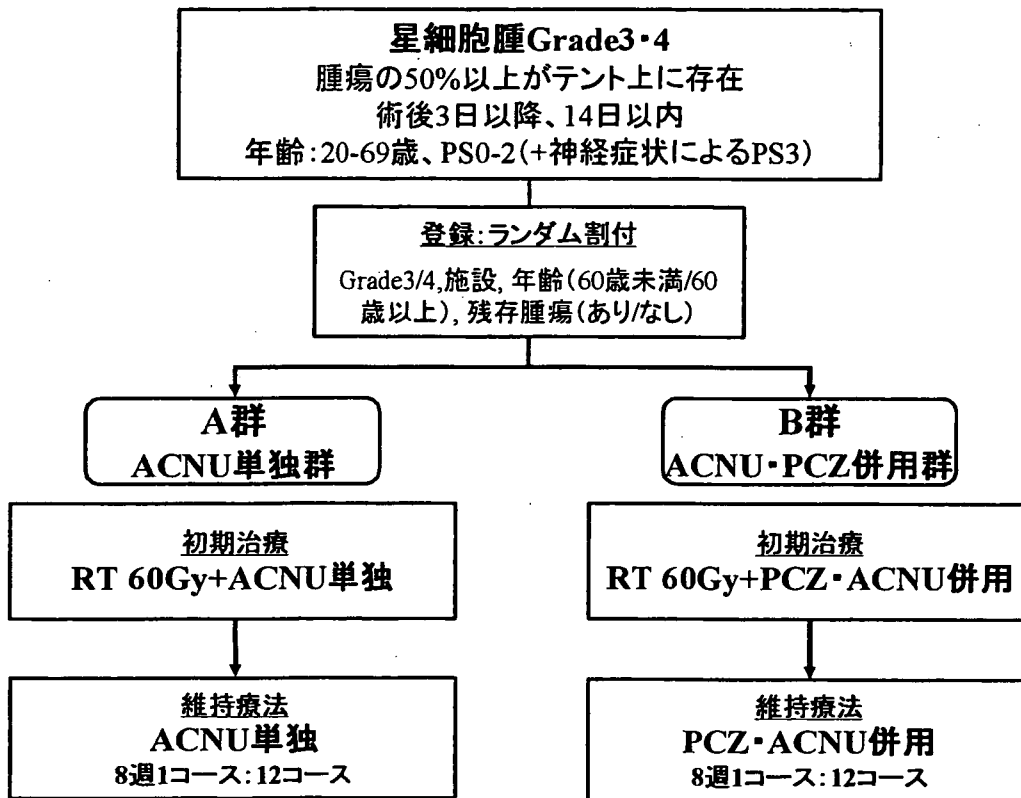 星細胞腫Grade3・4
腫瘍の50%以上がテント上に存在
術後3日以降、14日以内
年齢:20-69歳、PS0-2(+神経症状によるPS3)
登録:ランダム割付
Grade3/4,施設, 年齢(60歳未満/60
歳以上), 残存腫瘍(あり/なし)
A群
ACNU単独群
初期治療
RT 60Gy+ACNU単独
維持療法
ACNU単独
8週1コース:12コース
B群
ACNU・PCZ併用群
初期治療
RT 60Gy+PCZ・ACNU併用
維持療法
PCZ・ACNU併用
8週1コース:12コース